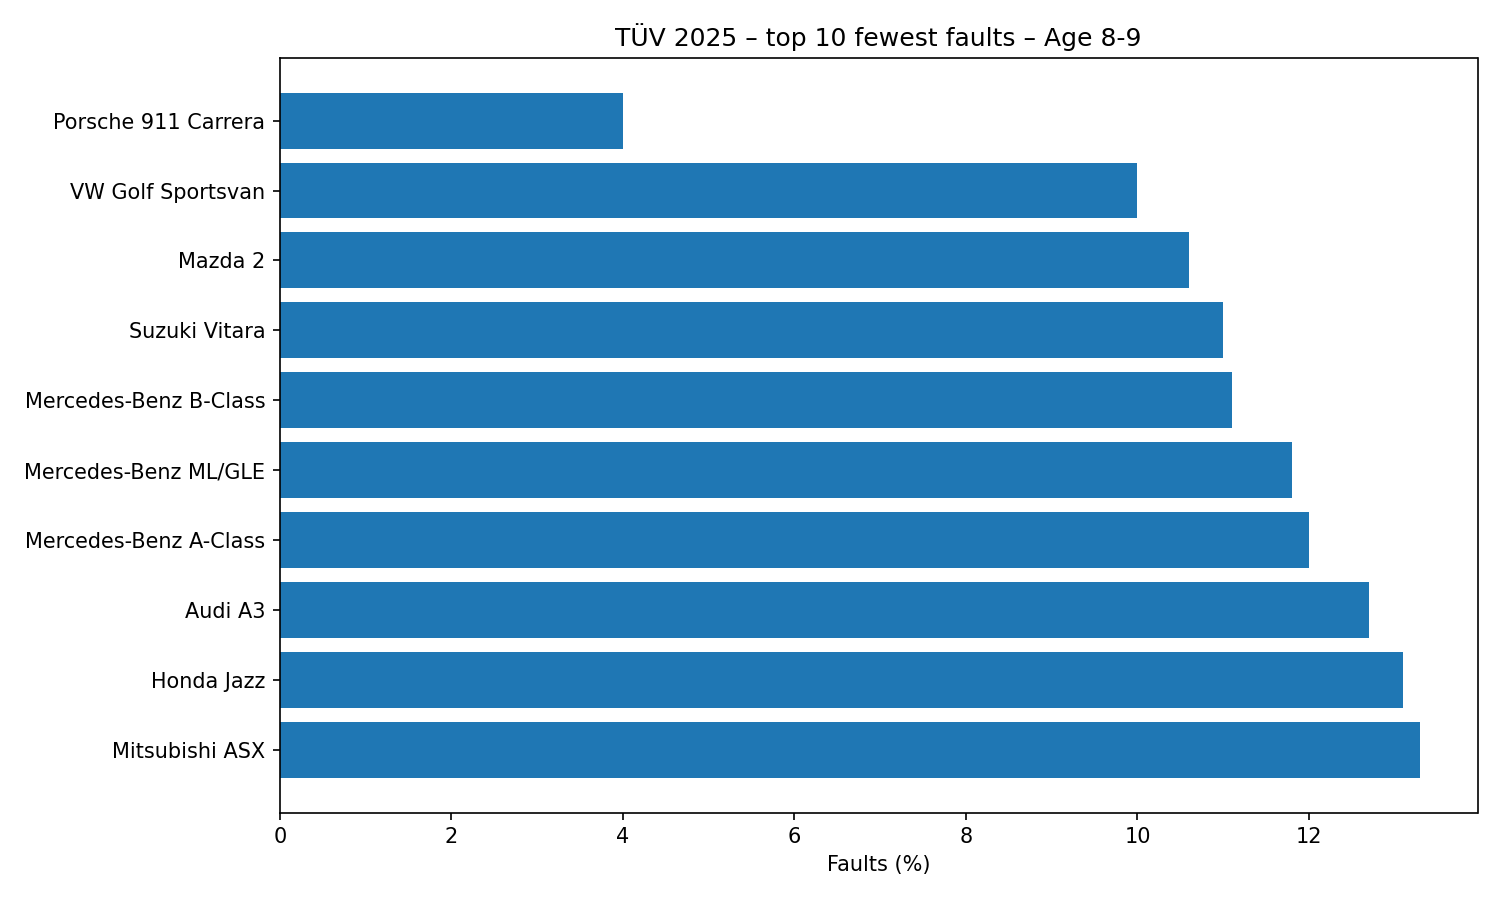 TÜV 2025 – top 10 fewest faults – Age 8-9
Porsche 911 Carrera
VW Golf Sportsvan
Mazda 2
Suzuki Vitara
Mercedes-Benz B-Class
Mercedes-Benz ML/GLE
Mercedes-Benz A-Class
Audi A3
Honda Jazz
Mitsubishi ASX
0 2 4 6 8 10 12
Faults (%)